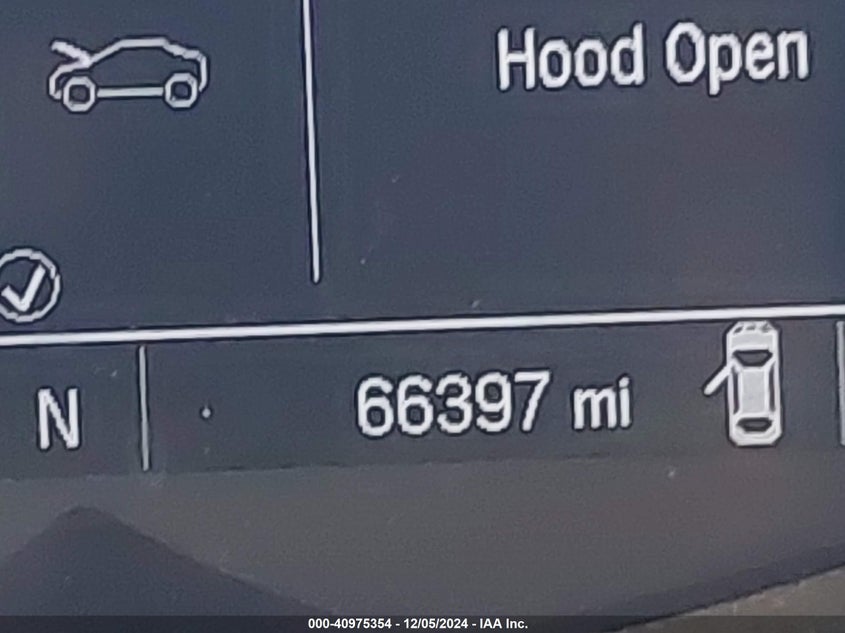 Hood Open
N
66397 mi
000-40975354 - 12/05/2024 - IAA Inc.